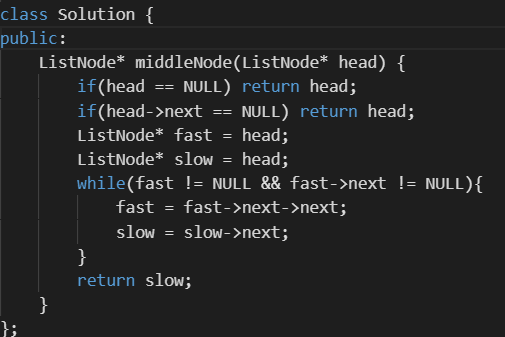 class Solution {
public:
    ListNode* middleNode(ListNode* head) {
        if(head == NULL) return head;
        if(head->next == NULL) return head;
        ListNode* fast = head;
        ListNode* slow = head;
        while(fast != NULL && fast->next != NULL){
            fast = fast->next->next;
            slow = slow->next;
        }
        return slow;
    }
};